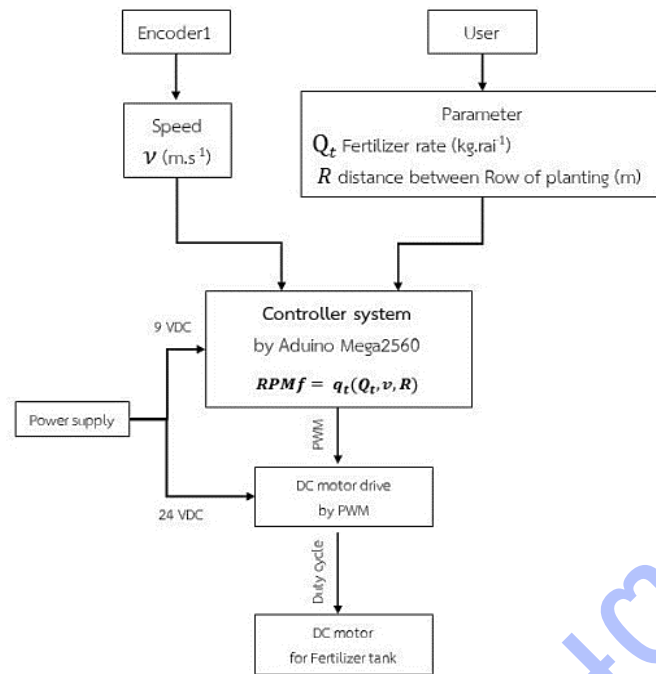 Encoder1
User
Speed
v (m.s⁻¹)
Parameter
Qₜ Fertilizer rate (kg.rai⁻¹)
R distance between Row of planting (m)
Controller system
by Aduino Mega2560
RPMf = qₜ(Qₜ,v,R)
9 VDC
Power supply
24 VDC
PWM
DC motor drive
by PWM
Duty cycle
DC motor
for Fertilizer tank